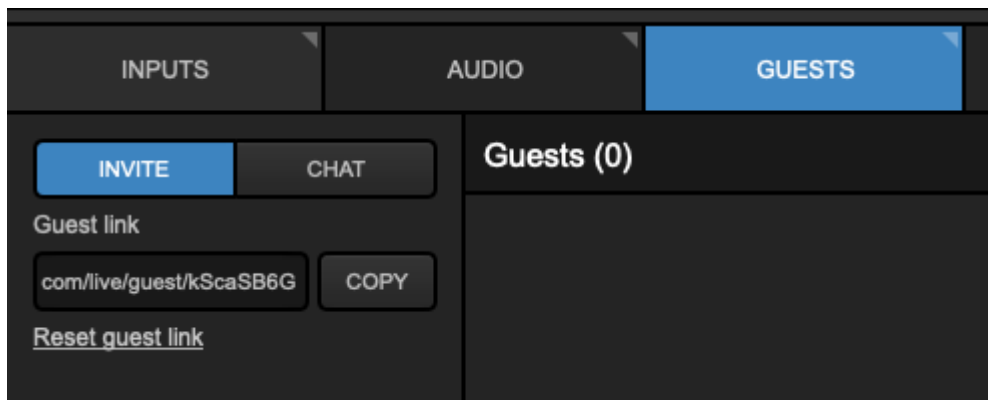 INPUTS
AUDIO
GUESTS
INVITE
CHAT
Guests (0)
Guest link
com/live/guest/kScaSB6G
COPY
Reset guest link